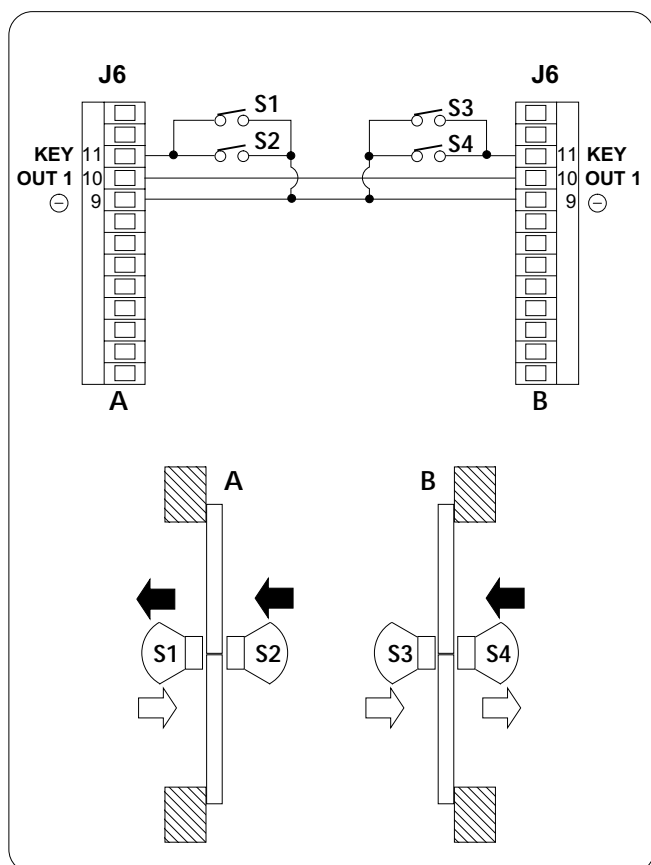 J6 J6
S1 S3
S2 S4
KEY 11 11 KEY
OUT 1 10 10 OUT 1
⊖ 9 9 ⊖
A B
A B
S1 S2 S3 S4